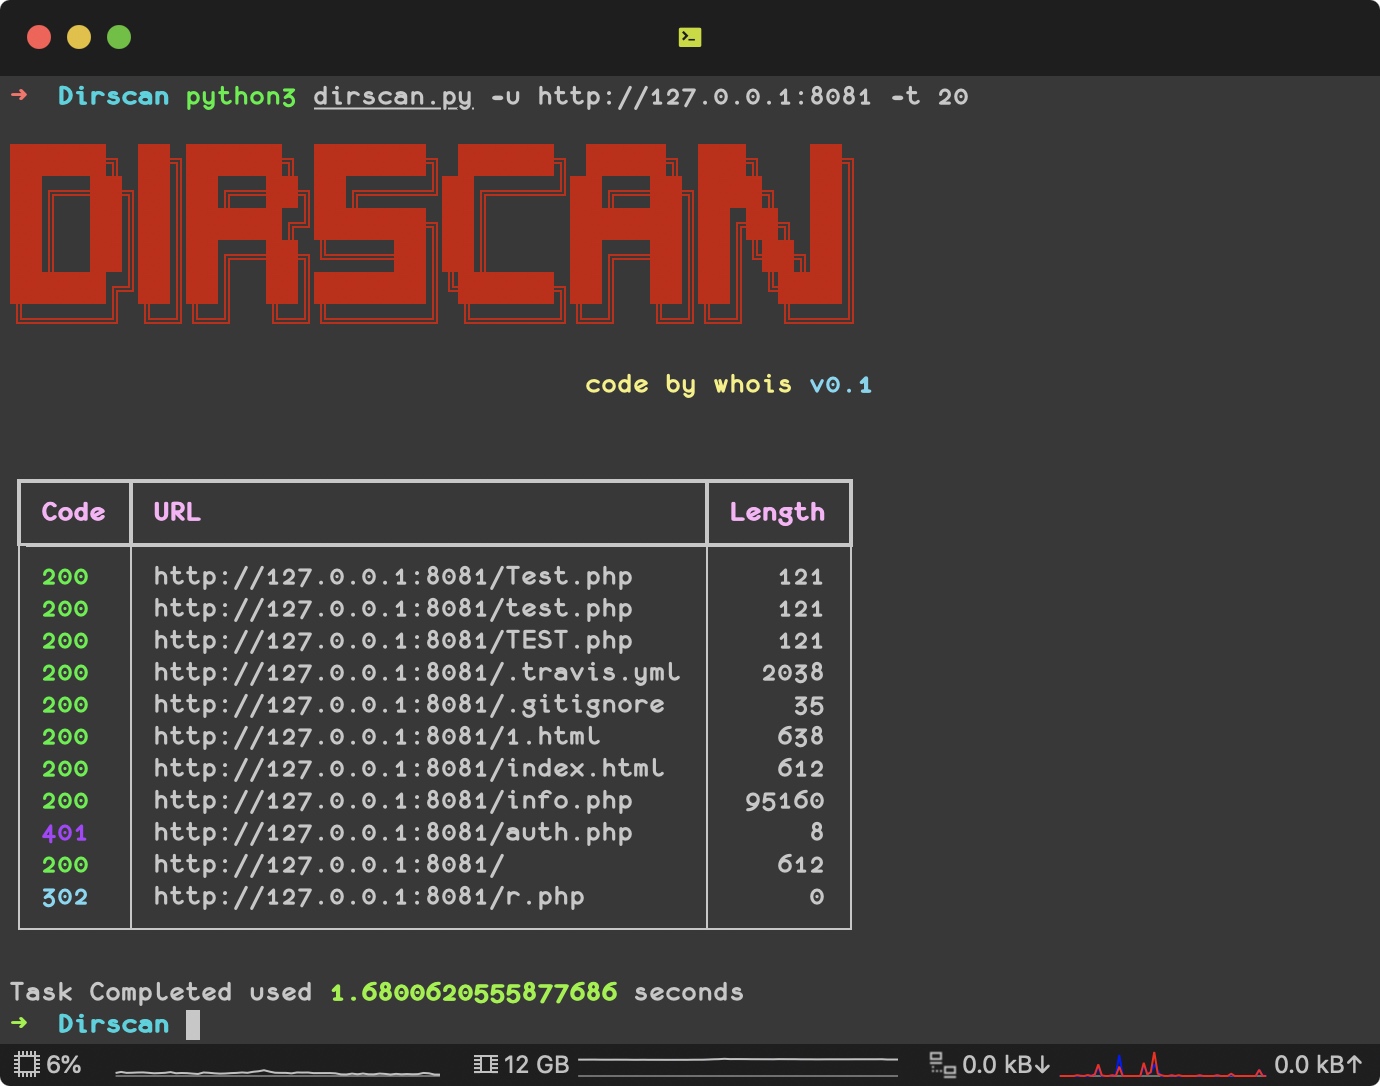 ➜ Dirscan python3 dirscan.py -u http://127.0.0.1:8081 -t 20
DIRSCAN
code by whois v0.1
Code URL Length
200 http://127.0.0.1:8081/Test.php 121
200 http://127.0.0.1:8081/test.php 121
200 http://127.0.0.1:8081/TEST.php 121
200 http://127.0.0.1:8081/.travis.yml 2038
200 http://127.0.0.1:8081/.gitignore 35
200 http://127.0.0.1:8081/1.html 638
200 http://127.0.0.1:8081/index.html 612
200 http://127.0.0.1:8081/info.php 95160
401 http://127.0.0.1:8081/auth.php 8
200 http://127.0.0.1:8081/ 612
302 http://127.0.0.1:8081/r.php 0
Task Completed used 1.6800620555877686 seconds
➜ Dirscan
6% 12 GB 0.0 kB↓ 0.0 kB↑